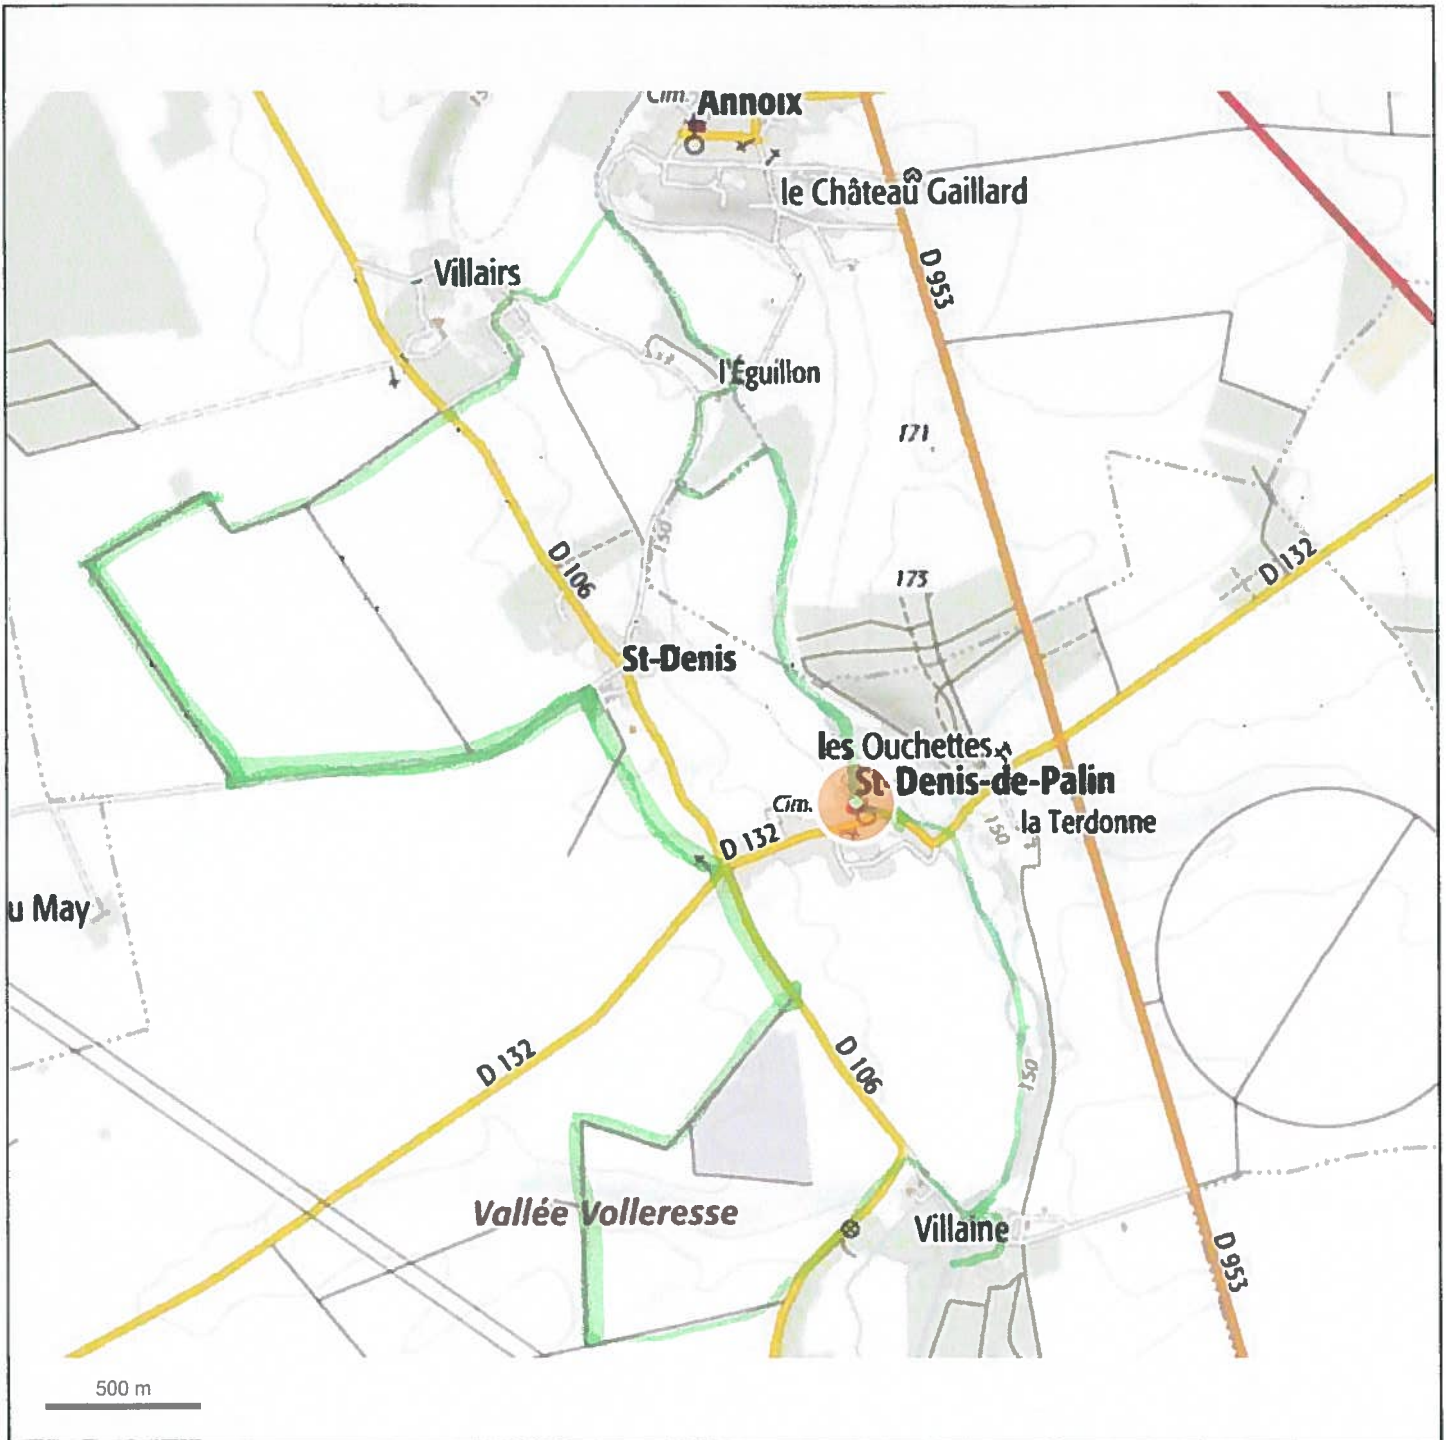 Cim. Annoix
le Château Gaillard
D 953
Villairs
l'Éguillon
171
150
D 106
173
D 132
St-Denis
les Ouchettes
St-Denis-de-Palin
Cim.
la Terdonne
150
D 132
u May
D 132
D 106
150
Vallée Volleresse
Villaine
D 953
500 m